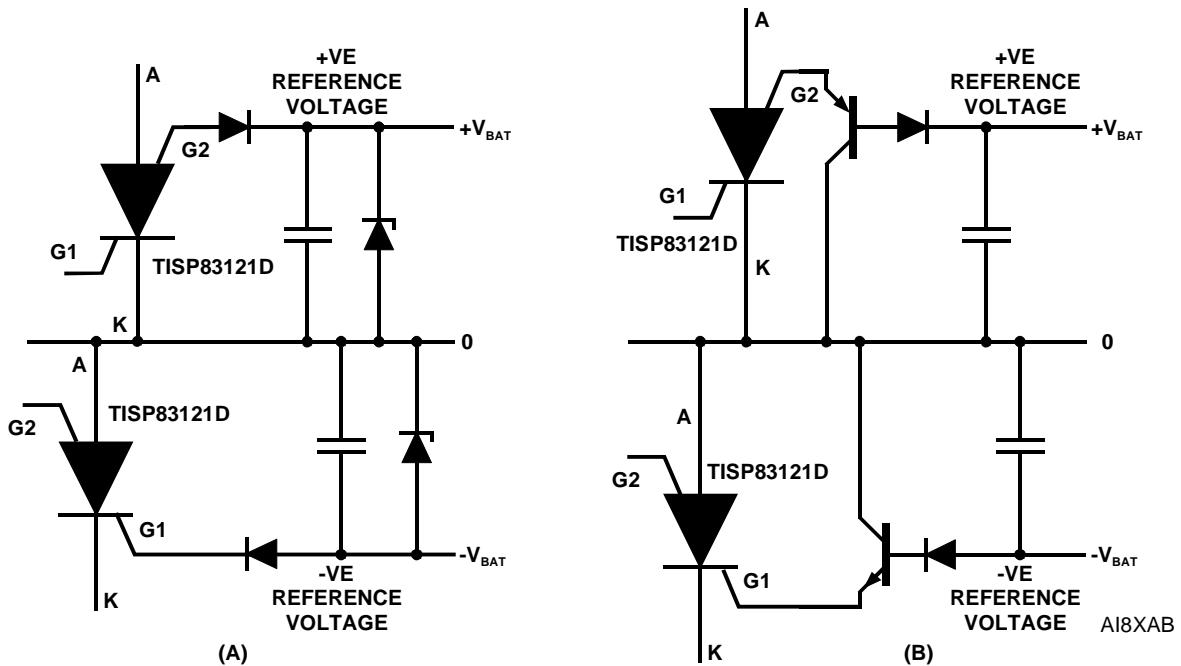 A
+VE
REFERENCE
VOLTAGE
G2
+VBAT
G1
TISP83121D
K
0
A
TISP83121D
G2
G1
-VBAT
-VE
REFERENCE
VOLTAGE
K
(A)
A
+VE
REFERENCE
VOLTAGE
G2
+VBAT
G1
TISP83121D
K
0
A
TISP83121D
G2
G1
-VBAT
-VE
REFERENCE
VOLTAGE
K
(B)
AI8XAB